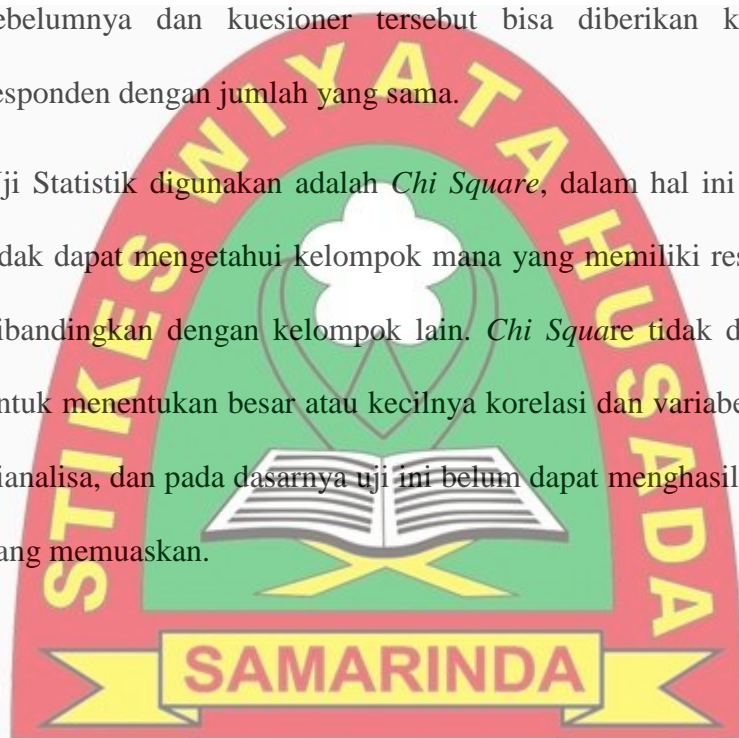 ebelumnya dan kuesioner tersebut bisa diberikan k
esponden dengan jumlah yang sama.
ji Statistik digunakan adalah Chi Square, dalam hal ini
dak dapat mengetahui kelompok mana yang memiliki res
ibandingkan dengan kelompok lain. Chi Square tidak d
ntuk menentukan besar atau kecilnya korelasi dan variabe
ianalisa, dan pada dasarnya uji ini belum dapat menghasil
ang memuaskan.
STIKES WIYATA HUSADA
SAMARINDA